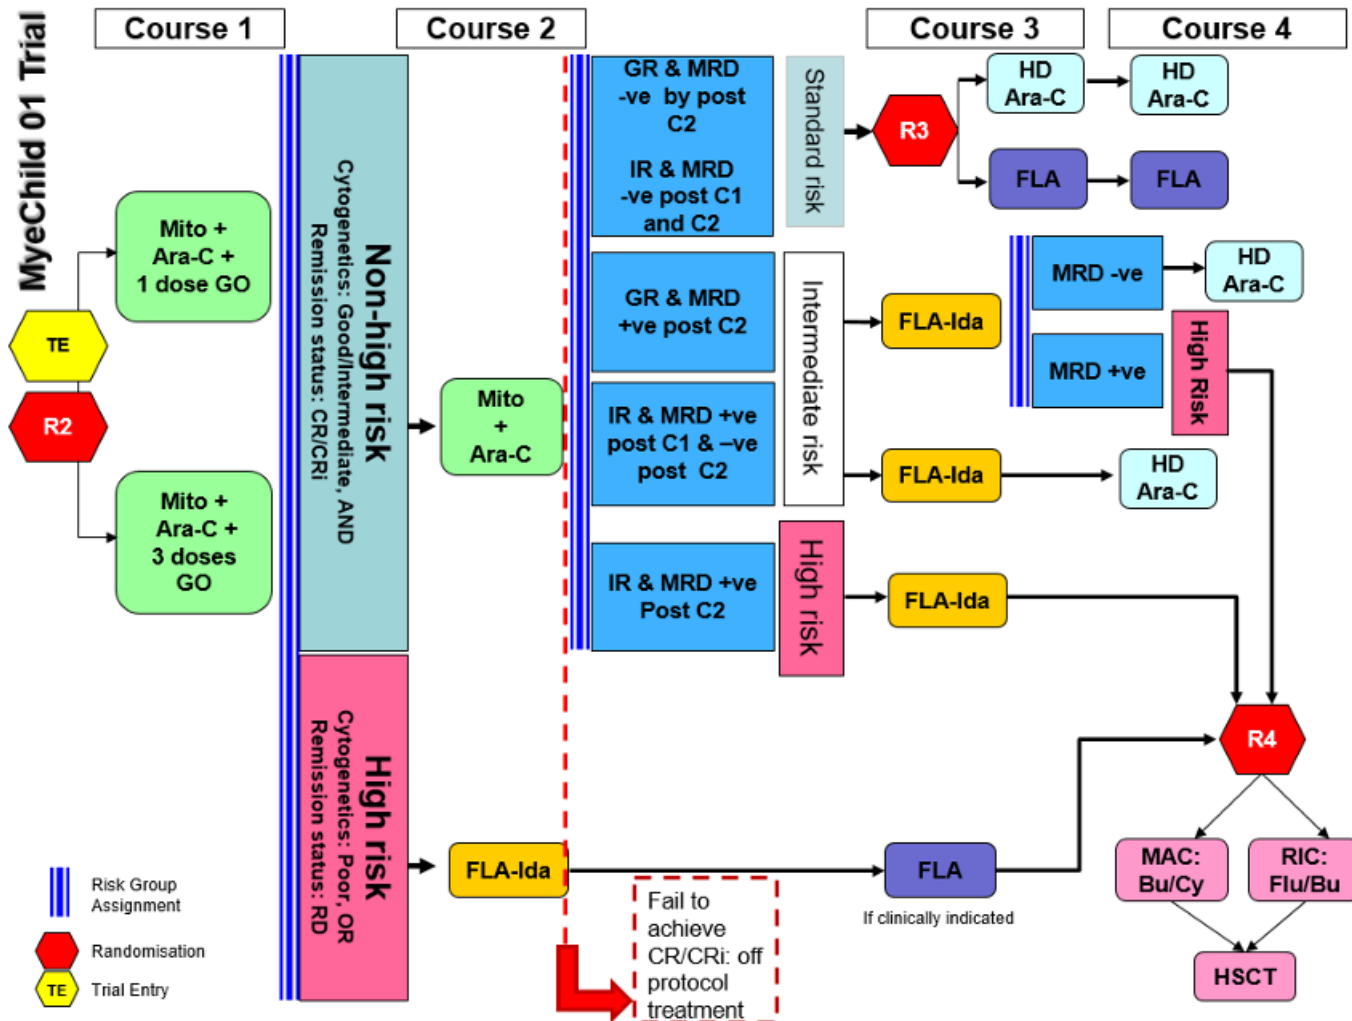 MyeChild 01 Trial
Course 1
Course 2
Course 3
Course 4
TE
R2
Mito +
Ara-C +
1 dose GO
Mito +
Ara-C +
3 doses
GO
Non-high risk
Cytogenetics: Good/Intermediate, AND
Remission status: CR/CRi
High risk
Cytogenetics: Poor, OR
Remission status: RD
Mito
+
Ara-C
FLA-Ida
GR & MRD
-ve by post
C2
IR & MRD
-ve post C1
and C2
Standard risk
R3
HD
Ara-C
HD
Ara-C
FLA
FLA
GR & MRD
+ve post C2
IR & MRD +ve
post C1 & –ve
post C2
Intermediate risk
FLA-Ida
MRD -ve
HD
Ara-C
MRD +ve
High Risk
FLA-Ida
HD
Ara-C
IR & MRD +ve
Post C2
High risk
FLA-Ida
R4
FLA
If clinically indicated
MAC:
Bu/Cy
RIC:
Flu/Bu
HSCT
Fail to
achieve
CR/CRi: off
protocol
treatment
Risk Group
Assignment
Randomisation
TE
Trial Entry